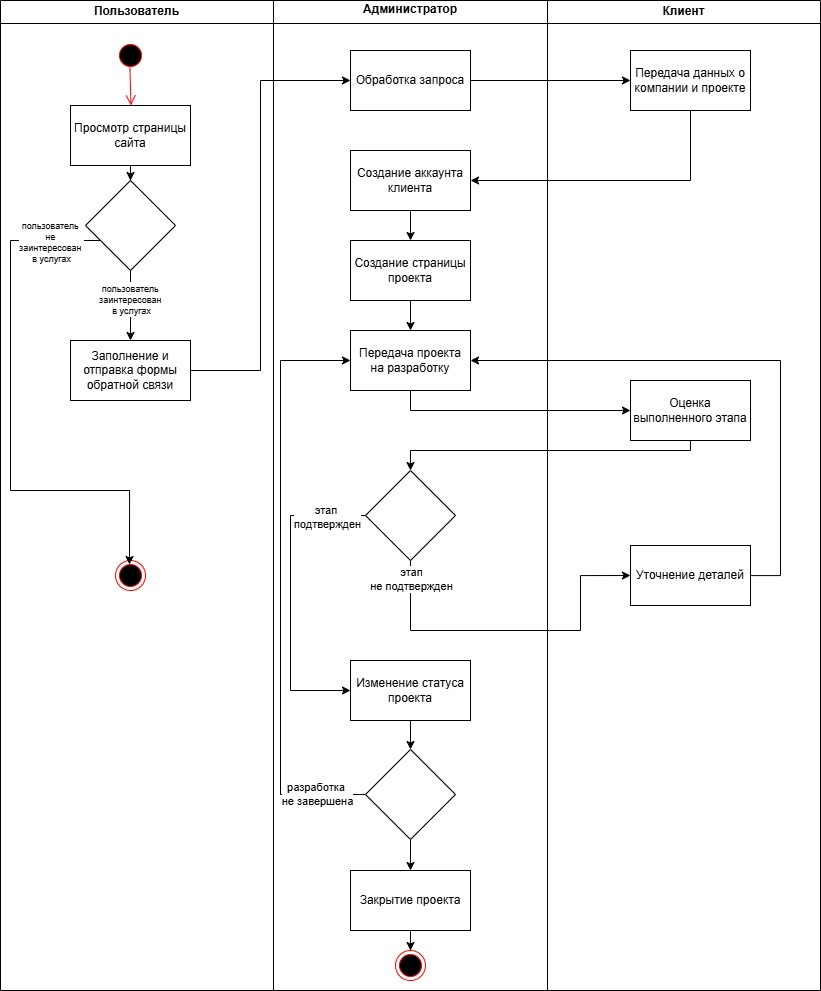 Пользователь
Администратор
Клиент
Просмотр страницы
сайта
пользователь
не
заинтересован
в услугах
пользователь
заинтересован
в услугах
Заполнение и
отправка формы
обратной связи
Обработка запроса
Передача данных о
компании и проекте
Создание аккаунта
клиента
Создание страницы
проекта
Передача проекта
на разработку
Оценка
выполненного этапа
этап
подтвержден
этап
не подтвержден
Уточнение деталей
Изменение статуса
проекта
разработка
не завершена
Закрытие проекта